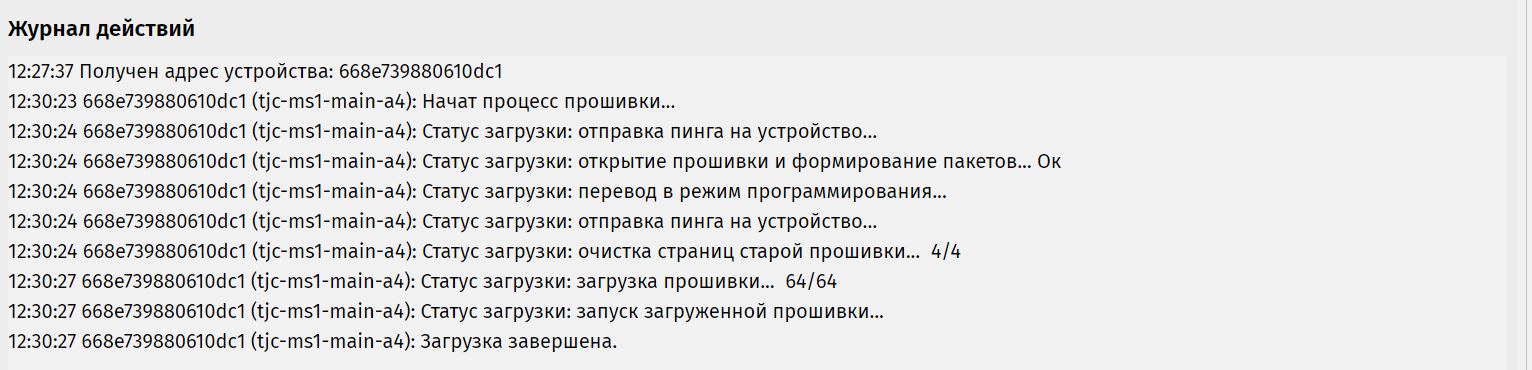 Журнал действий
12:27:37 Получен адрес устройства: 668e739880610dc1
12:30:23 668e739880610dc1 (tjc-ms1-main-a4): Начат процесс прошивки...
12:30:24 668e739880610dc1 (tjc-ms1-main-a4): Статус загрузки: отправка пинга на устройство...
12:30:24 668e739880610dc1 (tjc-ms1-main-a4): Статус загрузки: открытие прошивки и формирование пакетов... Ок
12:30:24 668e739880610dc1 (tjc-ms1-main-a4): Статус загрузки: перевод в режим программирования...
12:30:24 668e739880610dc1 (tjc-ms1-main-a4): Статус загрузки: отправка пинга на устройство...
12:30:24 668e739880610dc1 (tjc-ms1-main-a4): Статус загрузки: очистка страниц старой прошивки... 4/4
12:30:27 668e739880610dc1 (tjc-ms1-main-a4): Статус загрузки: загрузка прошивки... 64/64
12:30:27 668e739880610dc1 (tjc-ms1-main-a4): Статус загрузки: запуск загруженной прошивки...
12:30:27 668e739880610dc1 (tjc-ms1-main-a4): Загрузка завершена.